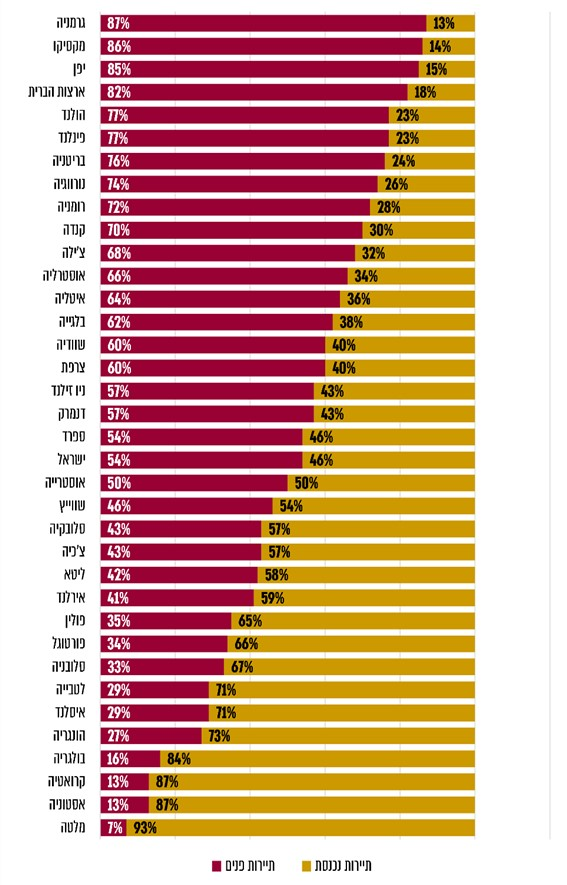 גרמניה 87% 13%
מקסיקו 86% 14%
יפן 85% 15%
ארצות הברית 82% 18%
הולנד 77% 23%
פינלנד 77% 23%
בריטניה 76% 24%
נורווגיה 74% 26%
רומניה 72% 28%
קנדה 70% 30%
צ'ילה 68% 32%
אוסטרליה 66% 34%
איטליה 64% 36%
בלגייה 62% 38%
שוודיה 60% 40%
צרפת 60% 40%
ניו זילנד 57% 43%
דנמרק 57% 43%
ספרד 54% 46%
ישראל 54% 46%
אוסטרייה 50% 50%
שווייץ 46% 54%
סלובקיה 43% 57%
צ'כיה 43% 57%
ליטא 42% 58%
אירלנד 41% 59%
פולין 35% 65%
פורטוגל 34% 66%
סלובניה 33% 67%
לטבייה 29% 71%
איסלנד 29% 71%
הונגריה 27% 73%
בולגריה 16% 84%
קרואטיה 13% 87%
אסטוניה 13% 87%
מלטה 7% 93%
תיירות נכנסת תיירות פנים